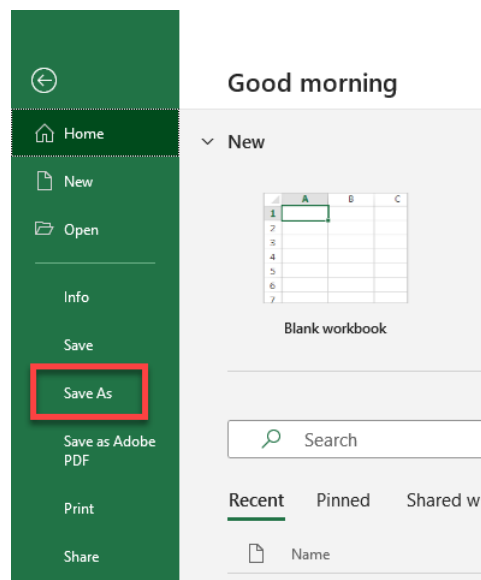 Good morning
Home
New
New
Open
A B C
1
2
3
4
5
6
7
Blank workbook
Info
Save
Save As
Save as Adobe
PDF
Print
Share
Search
Recent Pinned Shared w
Name